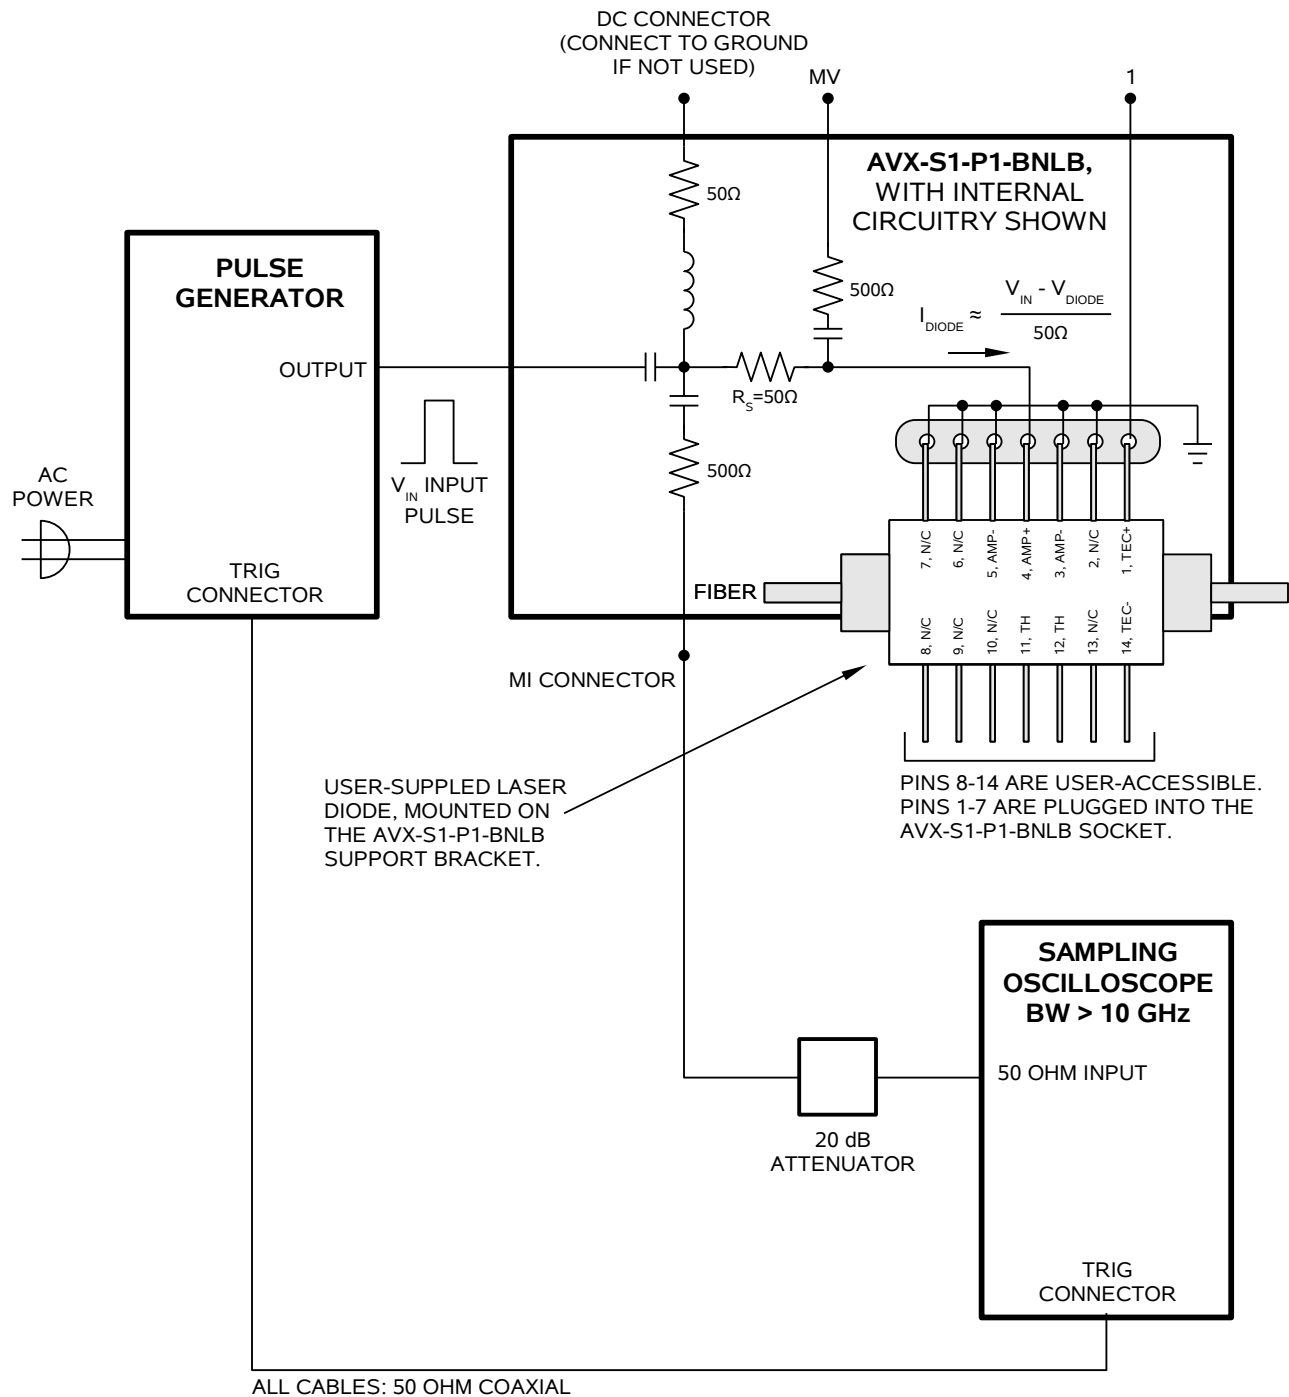 DC CONNECTOR
(CONNECT TO GROUND
IF NOT USED)
MV
1
AVX-S1-P1-BNLB,
WITH INTERNAL
CIRCUITRY SHOWN
50Ω
500Ω
I DIODE ≈ V IN - V DIODE
50Ω
PULSE
GENERATOR
OUTPUT
R S=50Ω
500Ω
V IN INPUT
PULSE
AC
POWER
TRIG
CONNECTOR
7, N/C
6, N/C
5, AMP-
4, AMP+
3, AMP-
2, N/C
1, TEC+
FIBER
8, N/C
9, N/C
10, N/C
11, TH
12, TH
13, N/C
14, TEC-
MI CONNECTOR
USER-SUPPLED LASER
DIODE, MOUNTED ON
THE AVX-S1-P1-BNLB
SUPPORT BRACKET.
PINS 8-14 ARE USER-ACCESSIBLE.
PINS 1-7 ARE PLUGGED INTO THE
AVX-S1-P1-BNLB SOCKET.
SAMPLING
OSCILLOSCOPE
BW > 10 GHz
50 OHM INPUT
20 dB
ATTENUATOR
TRIG
CONNECTOR
ALL CABLES: 50 OHM COAXIAL